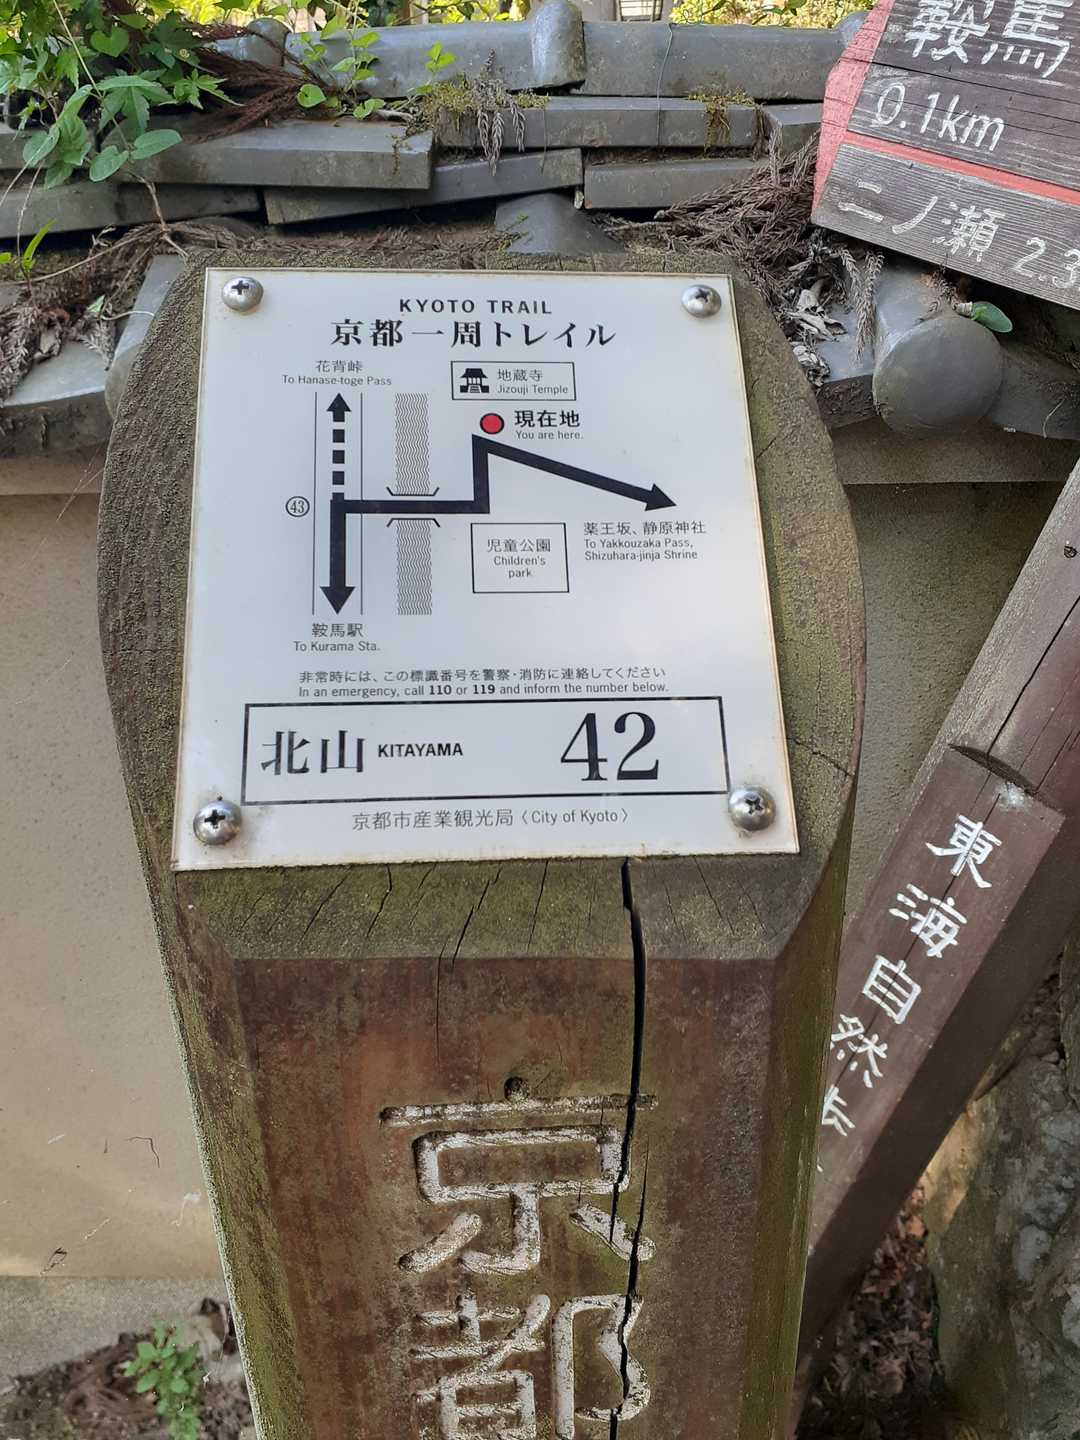 KYOTO TRAIL
京都一周トレイル
花背峠
To Hanase-toge Pass
地蔵寺
Jizouji Temple
現在地
You are here.
43
薬王坂、静原神社
To Yakkouzaka Pass,
Shizuhara-jinja Shrine
児童公園
Children's
park
鞍馬駅
To Kurama Sta.
非常時には、この標識番号を警察・消防に連絡してください
In an emergency, call 110 or 119 and inform the number below.
北山 KITAYAMA 42
京都市産業観光局〈City of Kyoto〉
京都
鞍馬
0.1km
二ノ瀬 2.3
東海自然歩